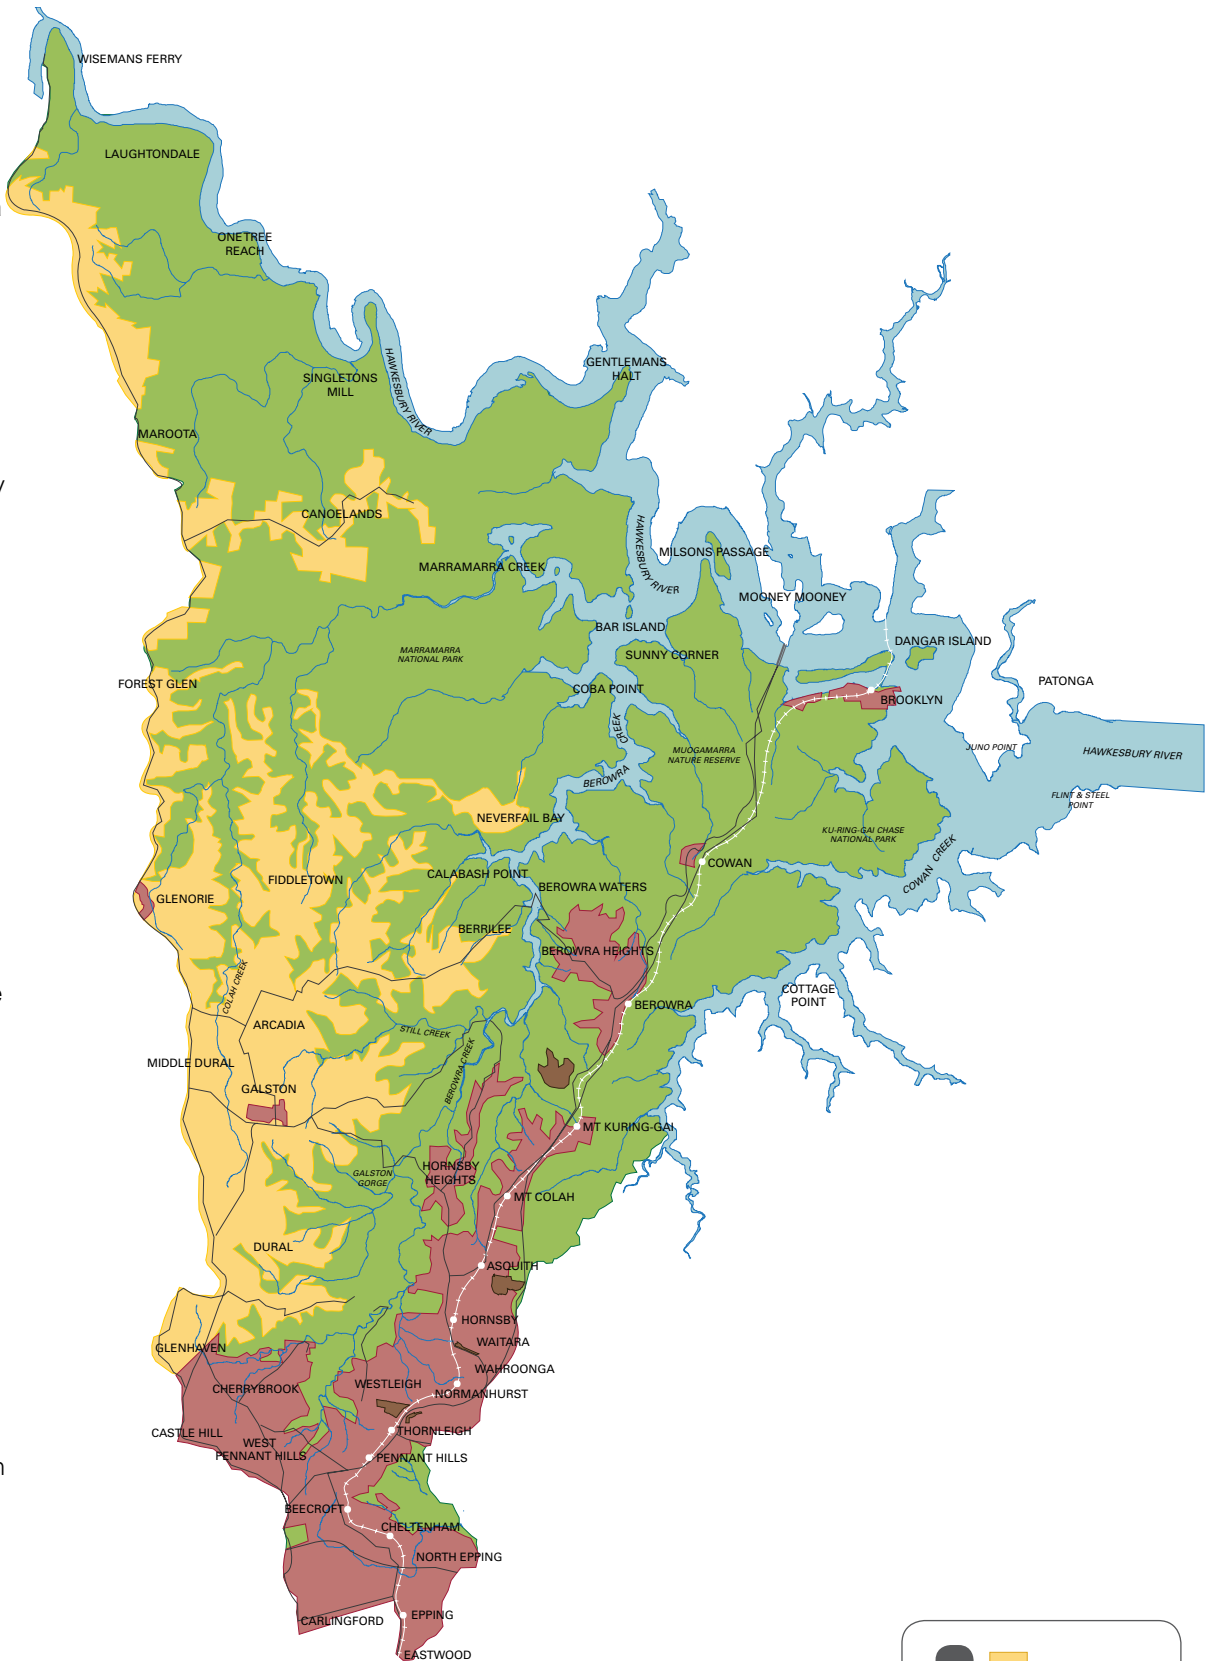 WISEMANS FERRY
LAUGHTONDALE
ONE TREE
REACH
GENTLEMANS
HALT
SINGLETONS
MILL
HAWKESBURY RIVER
MAROOTA
y
CANOELANDS
HAWKESBURY RIVER
MILSONS PASSAGE
MARRAMARRA CREEK
MOONEY MOONEY
BAR ISLAND
DANGAR ISLAND
MARRAMARRA
NATIONAL PARK
SUNNY CORNER
FOREST GLEN
COBA POINT
PATONGA
BROOKLYN
CREEK
MUOGAMARRA
NATURE RESERVE
JUNO POINT
HAWKESBURY RIVER
BEROWRA
FLINT & STEEL
POINT
NEVERFAIL BAY
KU-RING-GAI CHASE
NATIONAL PARK
COWAN
COWAN CREEK
CALABASH POINT
FIDDLETOWN
BEROWRA WATERS
GLENORIE
BERRILEE
BEROWRA HEIGHTS
COLAH CREEK
COTTAGE
POINT
e
BEROWRA
ARCADIA
STILL CREEK
MIDDLE DURAL
BEROWRA CREEK
GALSTON
MT KURING-GAI
HORNSBY
HEIGHTS
GALSTON
GORGE
MT COLAH
DURAL
ASQUITH
HORNSBY
WAITARA
GLENHAVEN
WAHROONGA
CHERRYBROOK
WESTLEIGH
NORMANHURST
CASTLE HILL
THORNLEIGH
WEST
PENNANT HILLS
PENNANT HILLS
BEECROFT
CHELTENHAM
NORTH EPPING
CARLINGFORD
EPPING
EASTWOOD